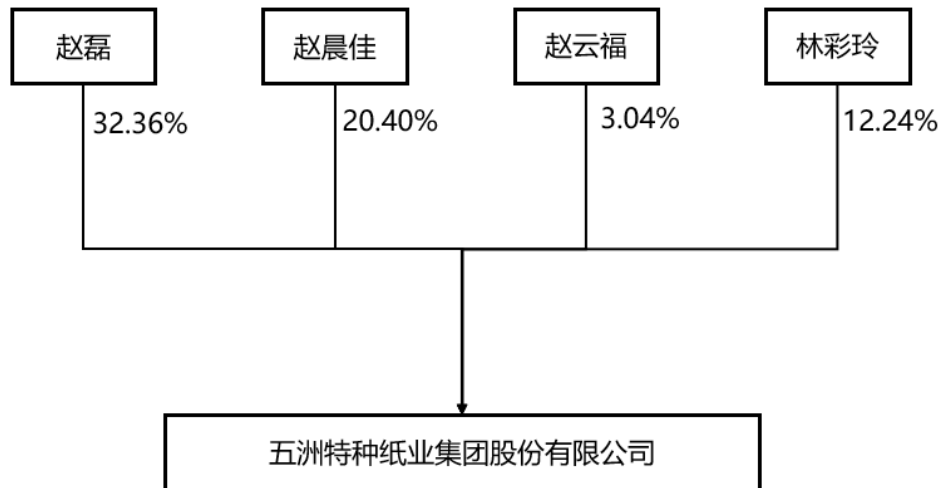 赵磊
赵晨佳
赵云福
林彩玲
32.36%
20.40%
3.04%
12.24%
五洲特种纸业集团股份有限公司